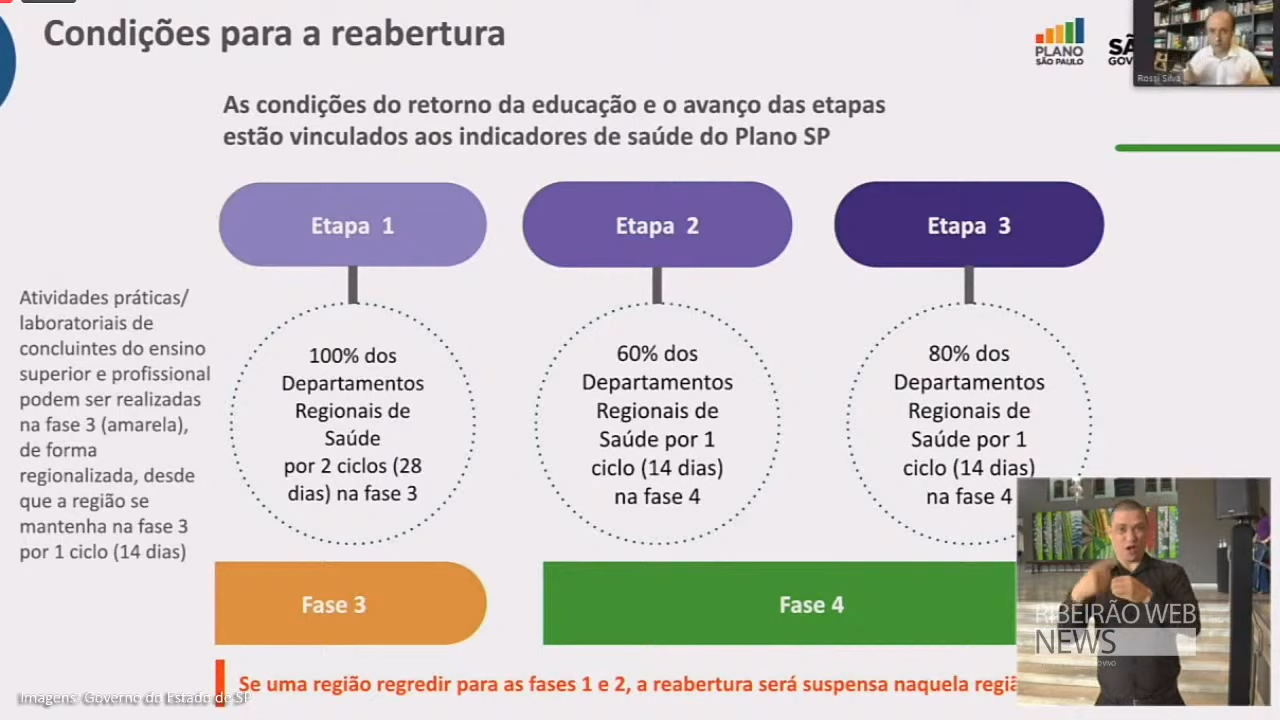 Condições para a reabertura
PLANO
SÃO PAULO
SÃ
GOV
Rossi Silva
As condições do retorno da educação e o avanço das etapas
estão vinculados aos indicadores de saúde do Plano SP
Etapa 1
Etapa 2
Etapa 3
Atividades práticas/
laboratoriais de
concluintes do ensino
superior e profissional
podem ser realizadas
na fase 3 (amarela),
de forma
regionalizada, desde
que a região se
mantenha na fase 3
por 1 ciclo (14 dias)
100% dos
Departamentos
Regionais de
Saúde
por 2 ciclos (28
dias) na fase 3
60% dos
Departamentos
Regionais de
Saúde por 1
ciclo (14 dias)
na fase 4
80% dos
Departamentos
Regionais de
Saúde por 1
ciclo (14 dias)
na fase 4
Fase 3
Fase 4
RIBEIRÃO WEB
NEWS
AO VIVO
Se uma região regredir para as fases 1 e 2, a reabertura será suspensa naquela regiã
Imagens: Governo do Estado de SP